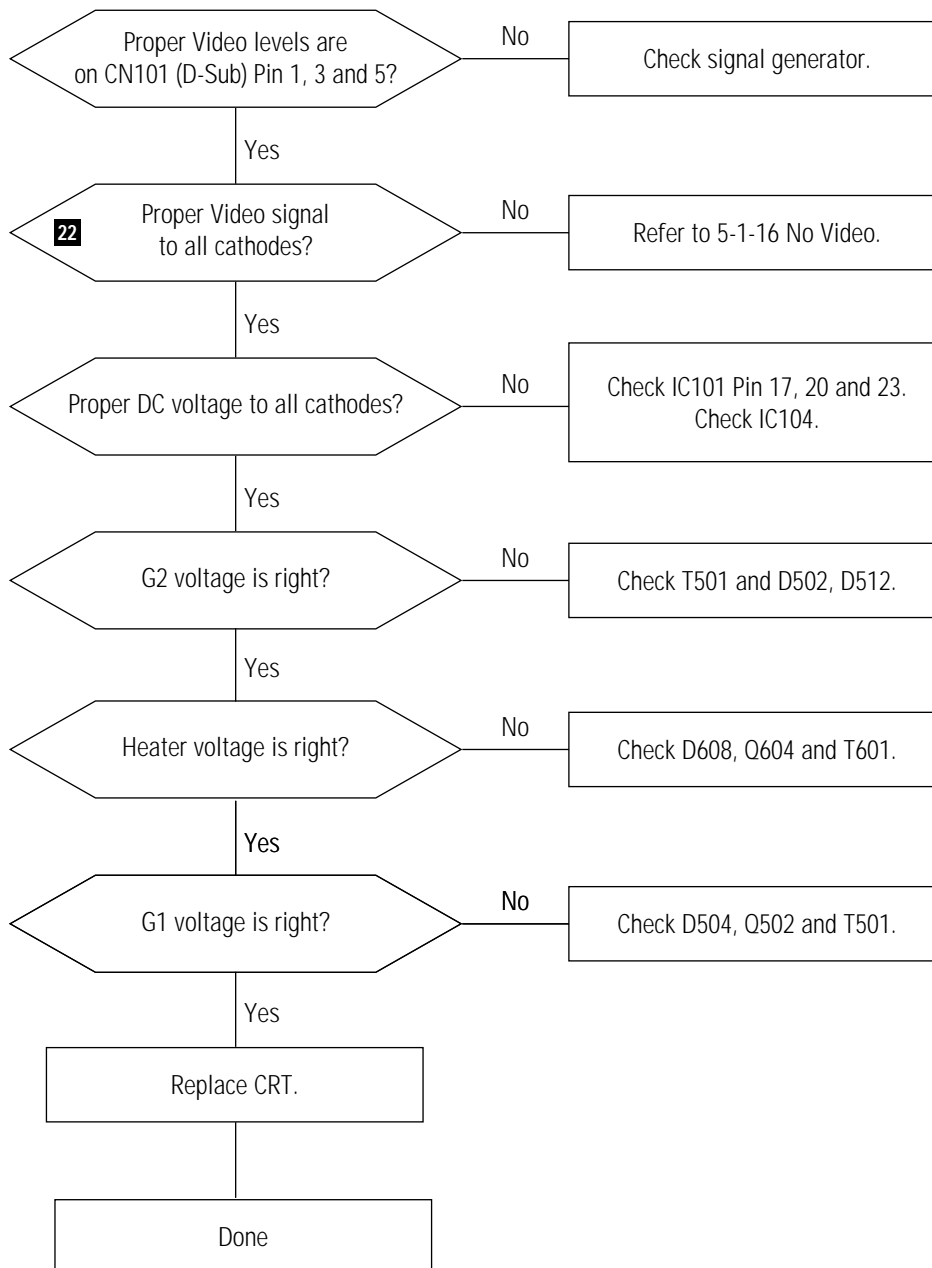 Proper Video levels are
on CN101 (D-Sub) Pin 1, 3 and 5?
No
Check signal generator.
Yes
22
Proper Video signal
to all cathodes?
No
Refer to 5-1-16 No Video.
Yes
Proper DC voltage to all cathodes?
No
Check IC101 Pin 17, 20 and 23.
Check IC104.
Yes
G2 voltage is right?
No
Check T501 and D502, D512.
Yes
Heater voltage is right?
No
Check D608, Q604 and T601.
Yes
G1 voltage is right?
No
Check D504, Q502 and T501.
Yes
Replace CRT.
Done